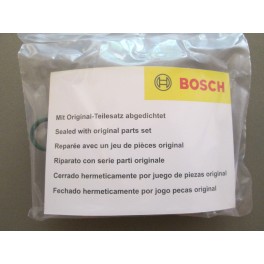 BOSCH
Mit Original-Teilesatz abgedichtet
Sealed with original parts set
Reparée avec un jeu de pièces original
Riparato con serie parti originale
Cerrado hermeticamente por juego de piezas original
Fechado hermeticamente por jogo peças original